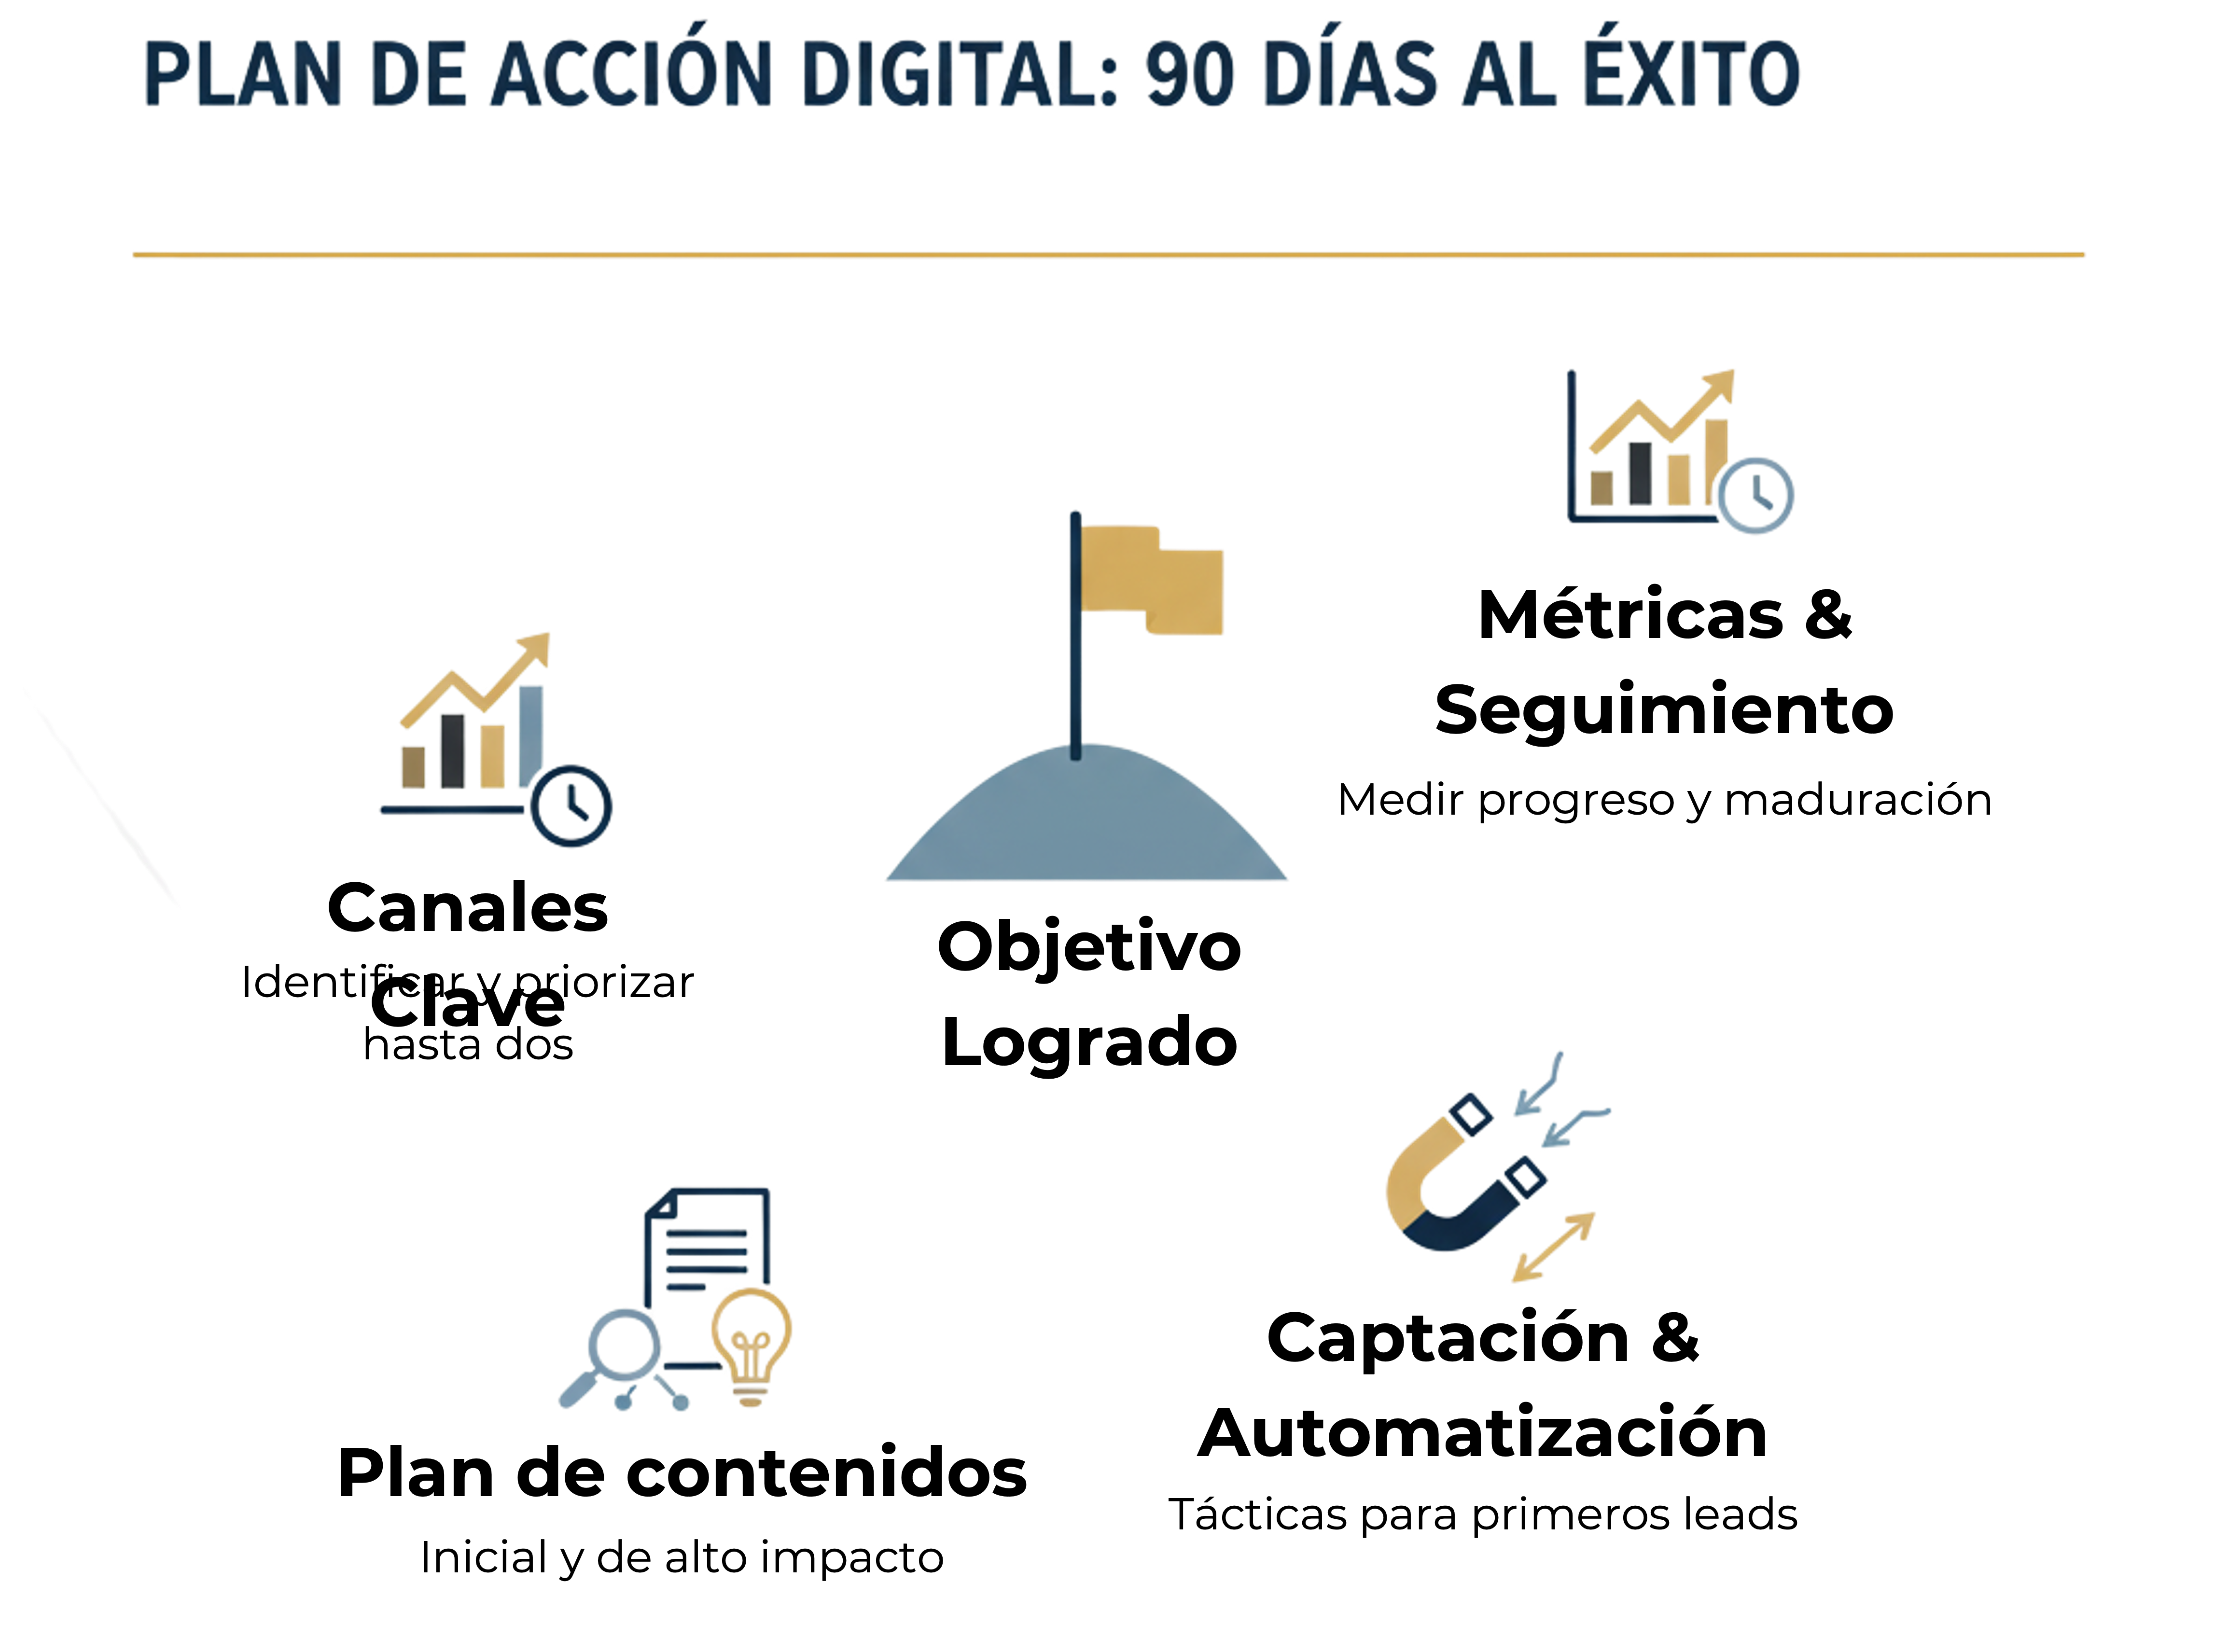 PLAN DE ACCIÓN DIGITAL: 90 DÍAS AL ÉXITO
Métricas &
Seguimiento
Medir progreso y maduración
Canales
Clave
Identificar y priorizar
hasta dos
Objetivo
Logrado
Plan de contenidos
Inicial y de alto impacto
Captación &
Automatización
Tácticas para primeros leads